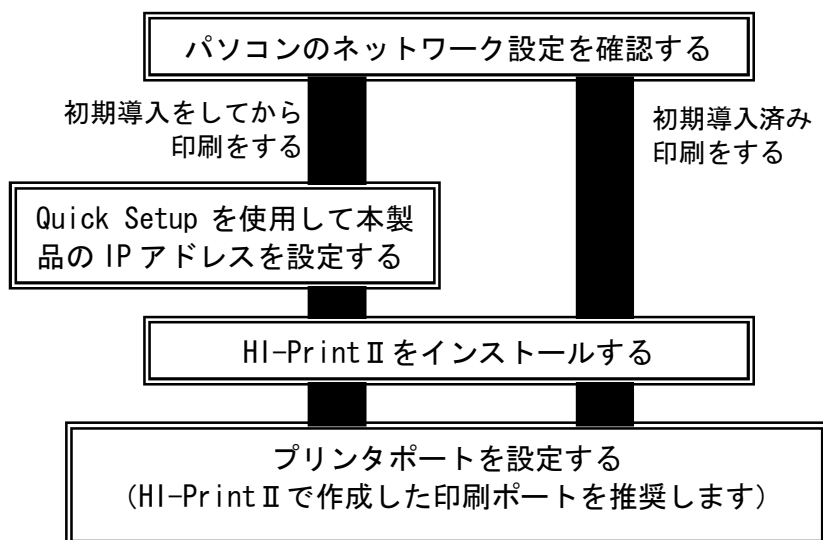 パソコンのネットワーク設定を確認する
初期導入をしてから
印刷をする
初期導入済み
印刷をする
Quick Setup を使用して本製
品の IP アドレスを設定する
HI-PrintⅡをインストールする
プリンタポートを設定する
(HI-PrintⅡで作成した印刷ポートを推奨します)